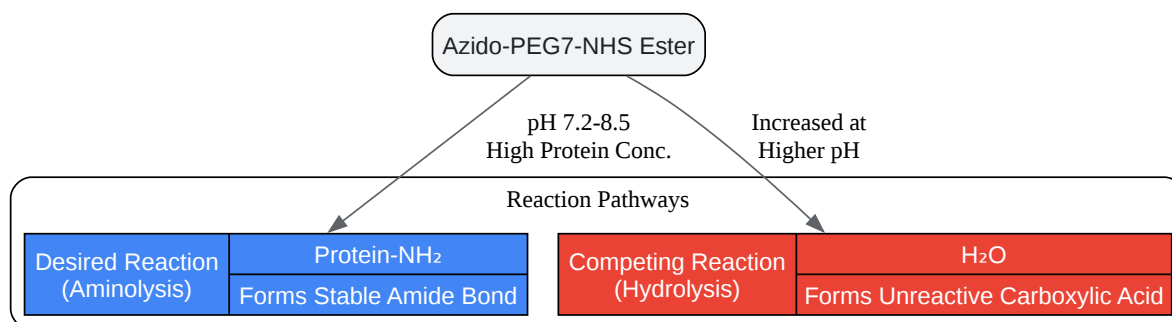 Azido-PEG7-NHS Ester
pH 7.2-8.5
High Protein Conc.
Increased at
Higher pH
Reaction Pathways
Desired Reaction
(Aminolysis)
Protein-NH₂
Forms Stable Amide Bond
Competing Reaction
(Hydrolysis)
H₂O
Forms Unreactive Carboxylic Acid